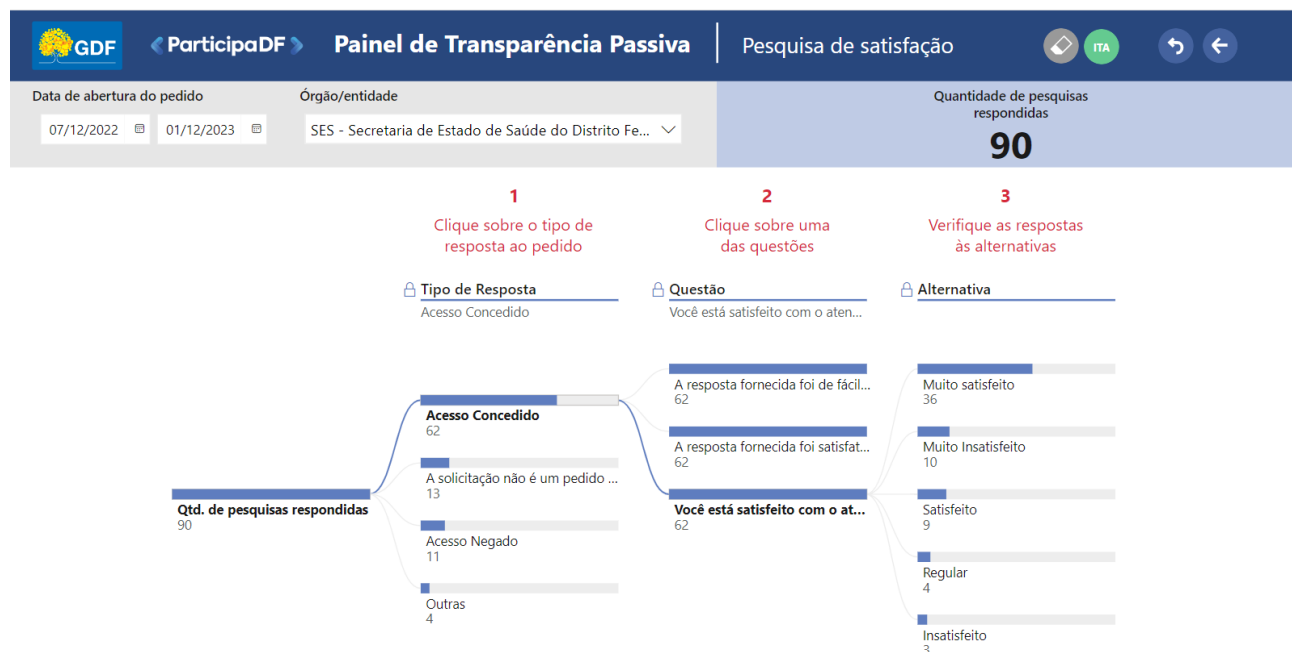 GDF
ParticipaDF
Painel de Transparência Passiva
Pesquisa de satisfação
ITA
Data de abertura do pedido
07/12/2022
01/12/2023
Órgão/entidade
SES - Secretaria de Estado de Saúde do Distrito Fe...
Quantidade de pesquisas
respondidas
90
1
Clique sobre o tipo de
resposta ao pedido
2
Clique sobre uma
das questões
3
Verifique as respostas
às alternativas
Tipo de Resposta
Acesso Concedido
Questão
Você está satisfeito com o aten...
Alternativa
Qtd. de pesquisas respondidas
90
Acesso Concedido
62
A solicitação não é um pedido ...
13
Acesso Negado
11
Outras
4
A resposta fornecida foi de fácil...
62
A resposta fornecida foi satisfat...
62
Você está satisfeito com o at...
62
Muito satisfeito
36
Muito Insatisfeito
10
Satisfeito
9
Regular
4
Insatisfeito
3